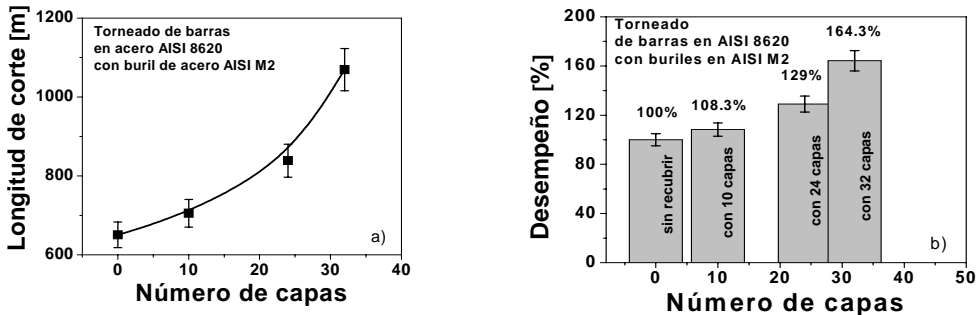 1200
1000
800
600
Longitud de corte [m]
Torneado de barras
en acero AISI 8620
con buril de acero AISI M2
a)
0 10 20 30 40
Número de capas
200
160
120
80
40
0
Desempeño [%]
Torneado
de barras en AISI 8620
con buriles en AISI M2
164.3%
129%
108.3%
100%
sin recubrir
con 10 capas
con 24 capas
con 32 capas
b)
0 10 20 30 40 50
Número de capas